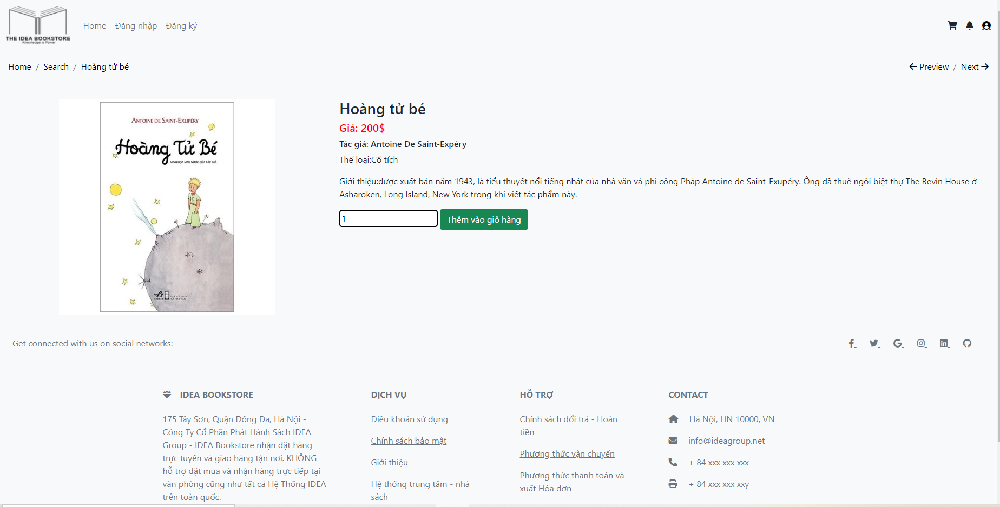 THE IDEA BOOKSTORE
Knowledge is Power
Home Đăng nhập Đăng ký
Home / Search / Hoàng tử bé
Preview / Next
ANTOINE DE SAINT-EXUPÉRY
Hoàng Tử Bé
MINH HỌA MÀU NƯỚC CỦA TÁC GIẢ
NHÀ XUẤT BẢN
HỘI NHÀ VĂN
Hoàng tử bé
Giá: 200$
Tác giả: Antoine De Saint-Expéry
Thể loại:Cổ tích
Giới thiệu:được xuất bản năm 1943, là tiểu thuyết nổi tiếng nhất của nhà văn và phi công Pháp Antoine de Saint-Exupéry. Ông đã thuê ngôi biệt thự The Bevin House ở
Asharoken, Long Island, New York trong khi viết tác phẩm này.
1
Thêm vào giỏ hàng
Get connected with us on social networks:
IDEA BOOKSTORE
175 Tây Sơn, Quận Đống Đa, Hà Nội -
Công Ty Cổ Phần Phát Hành Sách IDEA
Group - IDEA Bookstore nhận đặt hàng
trực tuyến và giao hàng tận nơi. KHÔNG
hỗ trợ đặt mua và nhận hàng trực tiếp tại
văn phòng cũng như tất cả Hệ Thống IDEA
trên toàn quốc.
DỊCH VỤ
Điều khoản sử dụng
Chính sách bảo mật
Giới thiệu
Hệ thống trung tâm - nhà
sách
HỖ TRỢ
Chính sách đổi trả - Hoàn
tiền
Phương thức vận chuyển
Phương thức thanh toán và
xuất Hóa đơn
CONTACT
Hà Nội, HN 10000, VN
info@ideagroup.net
+ 84 xxx xxx xxx
+ 84 xxx xxx xxy